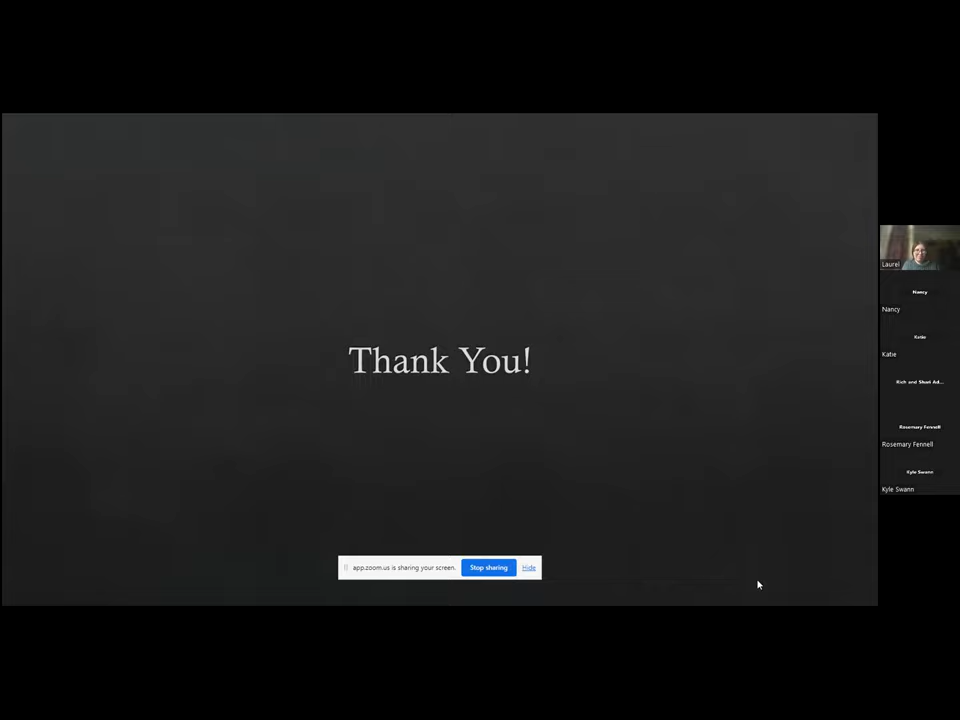 Thank You!
app.zoom.us is sharing your screen. Stop sharing Hide
Laurel
Nancy
Nancy
Katie
Katie
Rich and Shari Ad...
Rosemary Fennell
Rosemary Fennell
Kyle Swann
Kyle Swann